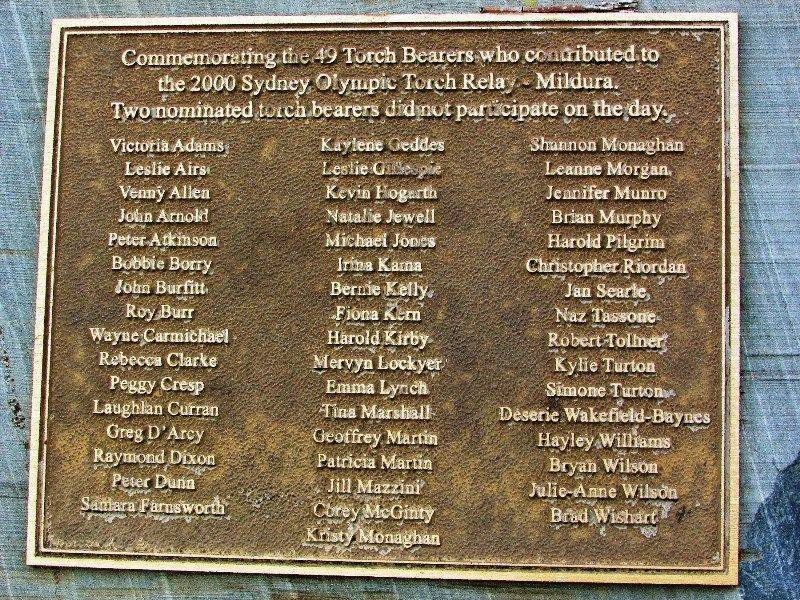 Commemorating the 49 Torch Bearers who contributed to
the 2000 Sydney Olympic Torch Relay - Mildura.
Two nominated torch bearers did not participate on the day.
Victoria Adams
Leslie Airs
Venny Allen
John Arnold
Peter Atkinson
Bobbie Borry
John Burfitt
Roy Burr
Wayne Carmichael
Rebecca Clarke
Peggy Cresp
Laughlan Curran
Greg D'Arcy
Raymond Dixon
Peter Dunn
Samara Farnsworth
Kaylene Geddes
Leslie Gillespie
Kevin Hogarth
Natalie Jewell
Michael Jones
Irina Kama
Bernie Kelly
Fiona Kern
Harold Kirby
Mervyn Lockyer
Emma Lynch
Tina Marshall
Geoffrey Martin
Patricia Martin
Jill Mazzini
Corey McGinty
Kristy Monaghan
Shannon Monaghan
Leanne Morgan
Jennifer Munro
Brian Murphy
Harold Pilgrim
Christopher Riordan
Jan Searle
Naz Tassone
Robert Tollner
Kylie Turton
Simone Turton
Deserie Wakefield-Baynes
Hayley Williams
Bryan Wilson
Julie-Anne Wilson
Brad Wishart